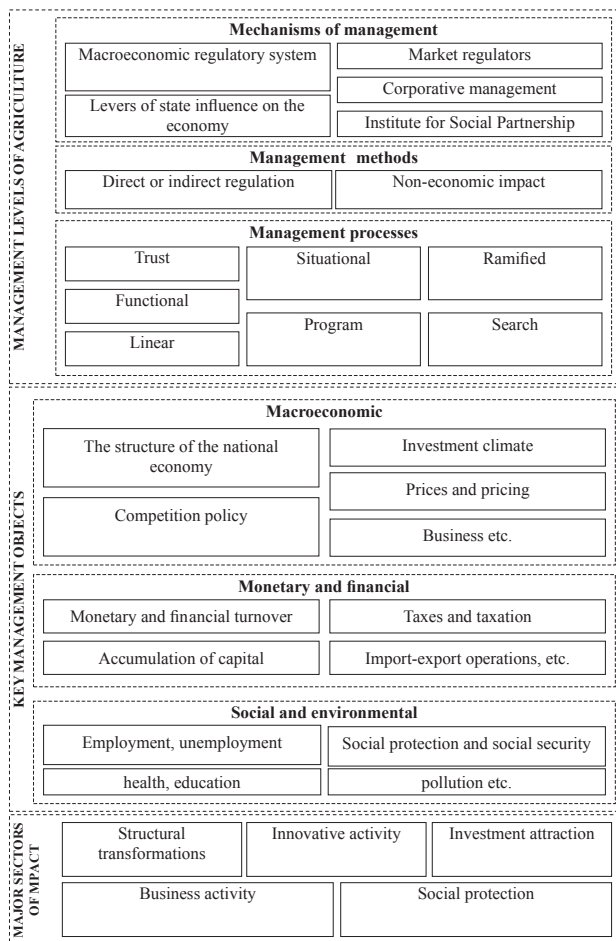 MANAGEMENT LEVELS OF AGRICULTURE
Mechanisms of management
Macroeconomic regulatory system
Levers of state influence on the
economy
Market regulators
Corporative management
Institute for Social Partnership
Management methods
Direct or indirect regulation
Non-economic impact
Management processes
Trust
Functional
Linear
Situational
Program
Ramified
Search
KEY MANAGEMENT OBJECTS
Macroeconomic
The structure of the national
economy
Competition policy
Investment climate
Prices and pricing
Business etc.
Monetary and financial
Monetary and financial turnover
Taxes and taxation
Accumulation of capital
Import-export operations, etc.
Social and environmental
Employment, unemployment
Social protection and social security
health, education
pollution etc.
MAJOR SECTORS
OF MPACT
Structural
transformations
Innovative activity
Investment attraction
Business activity
Social protection